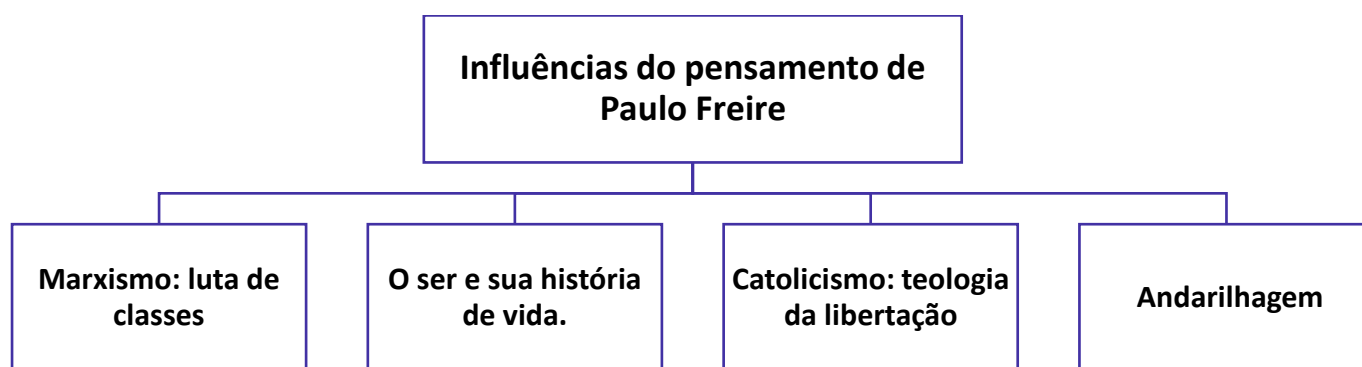 Influências do pensamento de
Paulo Freire
Marxismo: luta de
classes
O ser e sua história
de vida.
Catolicismo: teologia
da libertação
Andarilhagem